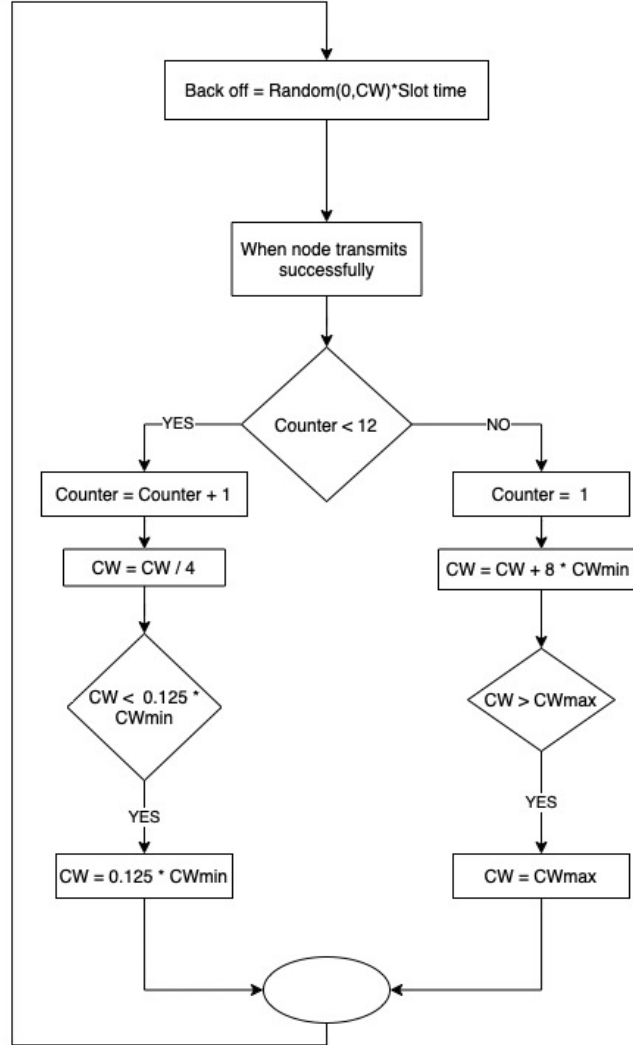 Back off = Random(0,CW)*Slot time
When node transmits
successfully
Counter < 12
YES
NO
Counter = Counter + 1
Counter = 1
CW = CW / 4
CW = CW + 8 * CWmin
CW < 0.125 *
CWmin
CW > CWmax
YES
YES
CW = 0.125 * CWmin
CW = CWmax